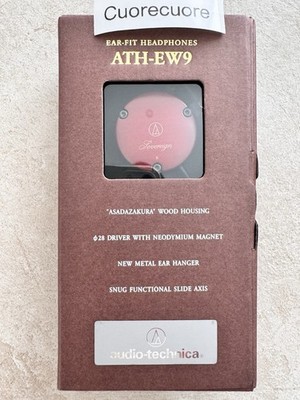 Cuorecuore
EAR-FIT HEADPHONES
ATH-EW9
"ASADAZAKURA" WOOD HOUSING
φ28 DRIVER WITH NEODYMIUM MAGNET
NEW METAL EAR HANGER
SNUG FUNCTIONAL SLIDE AXIS
audio-technica